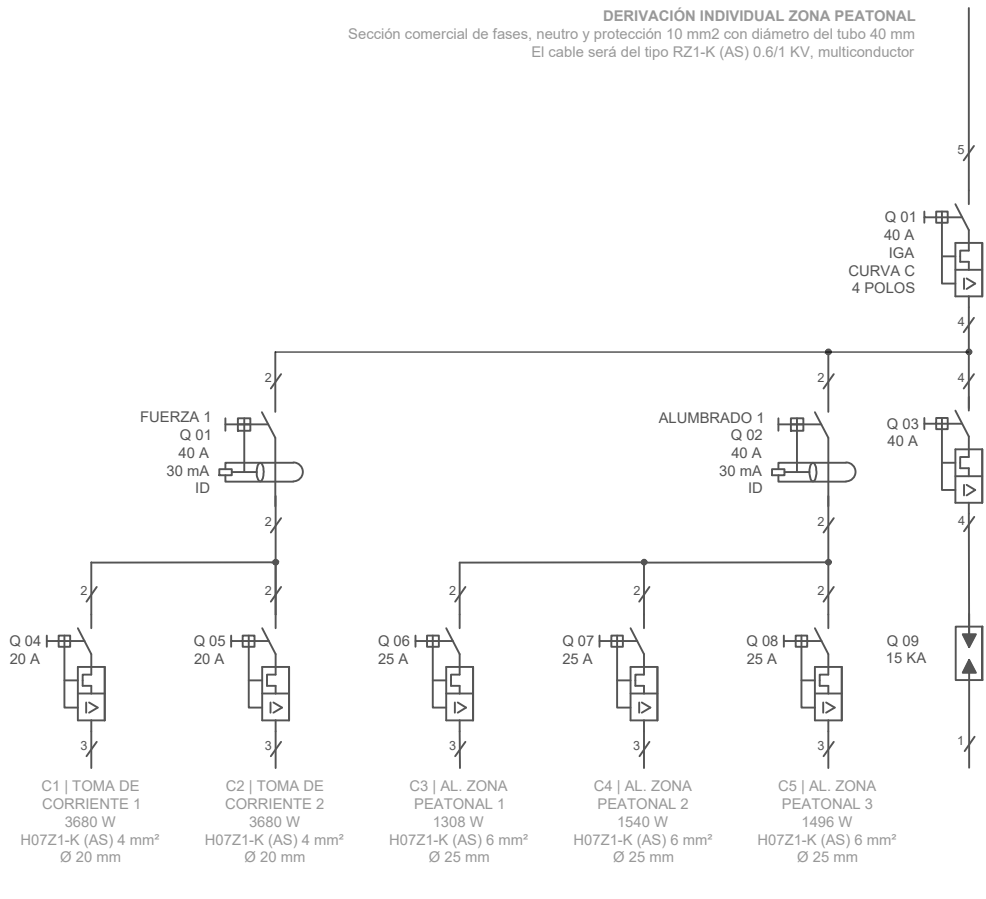 DERIVACIÓN INDIVIDUAL ZONA PEATONAL
Sección comercial de fases, neutro y protección 10 mm2 con diámetro del tubo 40 mm
El cable será del tipo RZ1-K (AS) 0.6/1 KV, multiconductor
5
Q 01
40 A
IGA
CURVA C
4 POLOS
4
2
2
4
FUERZA 1
Q 01
40 A
30 mA
ID
ALUMBRADO 1
Q 02
40 A
30 mA
ID
Q 03
40 A
2
2
4
2
2
2
2
2
Q 04
20 A
Q 05
20 A
Q 06
25 A
Q 07
25 A
Q 08
25 A
Q 09
15 KA
3
3
3
3
3
1
C1 | TOMA DE
CORRIENTE 1
3680 W
H07Z1-K (AS) 4 mm²
Ø 20 mm
C2 | TOMA DE
CORRIENTE 2
3680 W
H07Z1-K (AS) 4 mm²
Ø 20 mm
C3 | AL. ZONA
PEATONAL 1
1308 W
H07Z1-K (AS) 6 mm²
Ø 25 mm
C4 | AL. ZONA
PEATONAL 2
1540 W
H07Z1-K (AS) 6 mm²
Ø 25 mm
C5 | AL. ZONA
PEATONAL 3
1496 W
H07Z1-K (AS) 6 mm²
Ø 25 mm